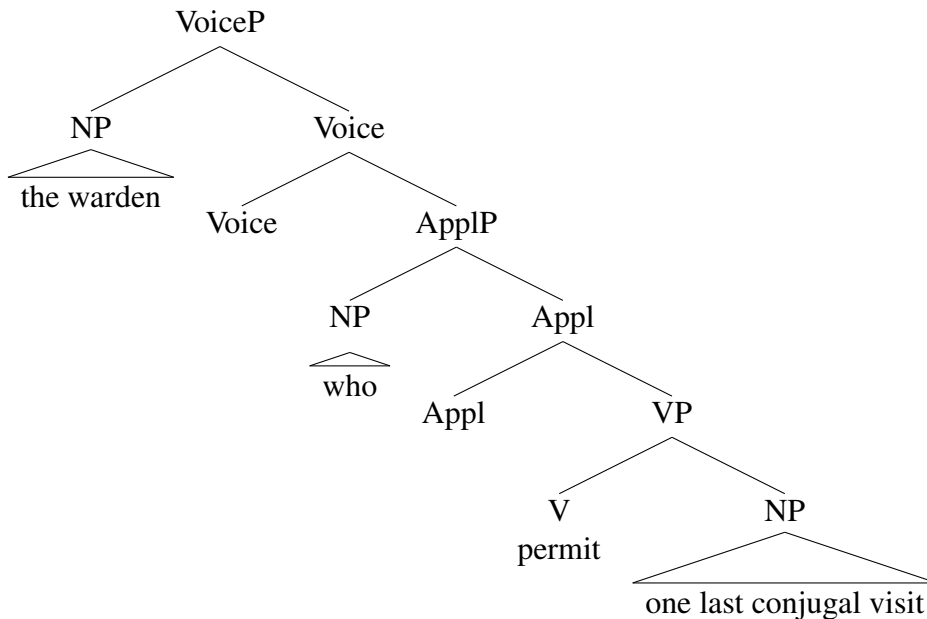 VoiceP
NP Voice
the warden
Voice ApplP
NP Appl
who
Appl VP
V NP
permit
one last conjugal visit